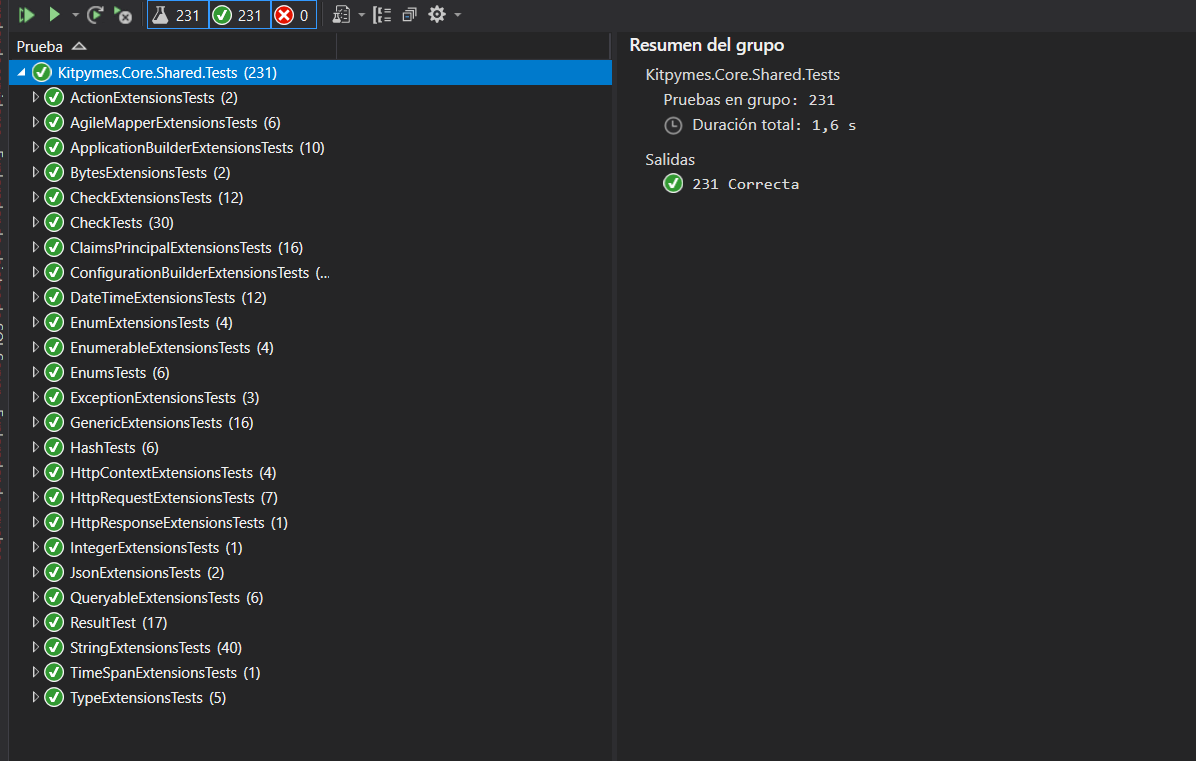 231 231 0
Prueba
Kitpymes.Core.Shared.Tests (231)
ActionExtensionsTests (2)
AgileMapperExtensionsTests (6)
ApplicationBuilderExtensionsTests (10)
BytesExtensionsTests (2)
CheckExtensionsTests (12)
CheckTests (30)
ClaimsPrincipalExtensionsTests (16)
ConfigurationBuilderExtensionsTests (...
DateTimeExtensionsTests (12)
EnumExtensionsTests (4)
EnumerableExtensionsTests (4)
EnumsTests (6)
ExceptionExtensionsTests (3)
GenericExtensionsTests (16)
HashTests (6)
HttpContextExtensionsTests (4)
HttpRequestExtensionsTests (7)
HttpResponseExtensionsTests (1)
IntegerExtensionsTests (1)
JsonExtensionsTests (2)
QueryableExtensionsTests (6)
ResultTest (17)
StringExtensionsTests (40)
TimeSpanExtensionsTests (1)
TypeExtensionsTests (5)
Resumen del grupo
Kitpymes.Core.Shared.Tests
Pruebas en grupo: 231
Duración total: 1,6 s
Salidas
231 Correcta